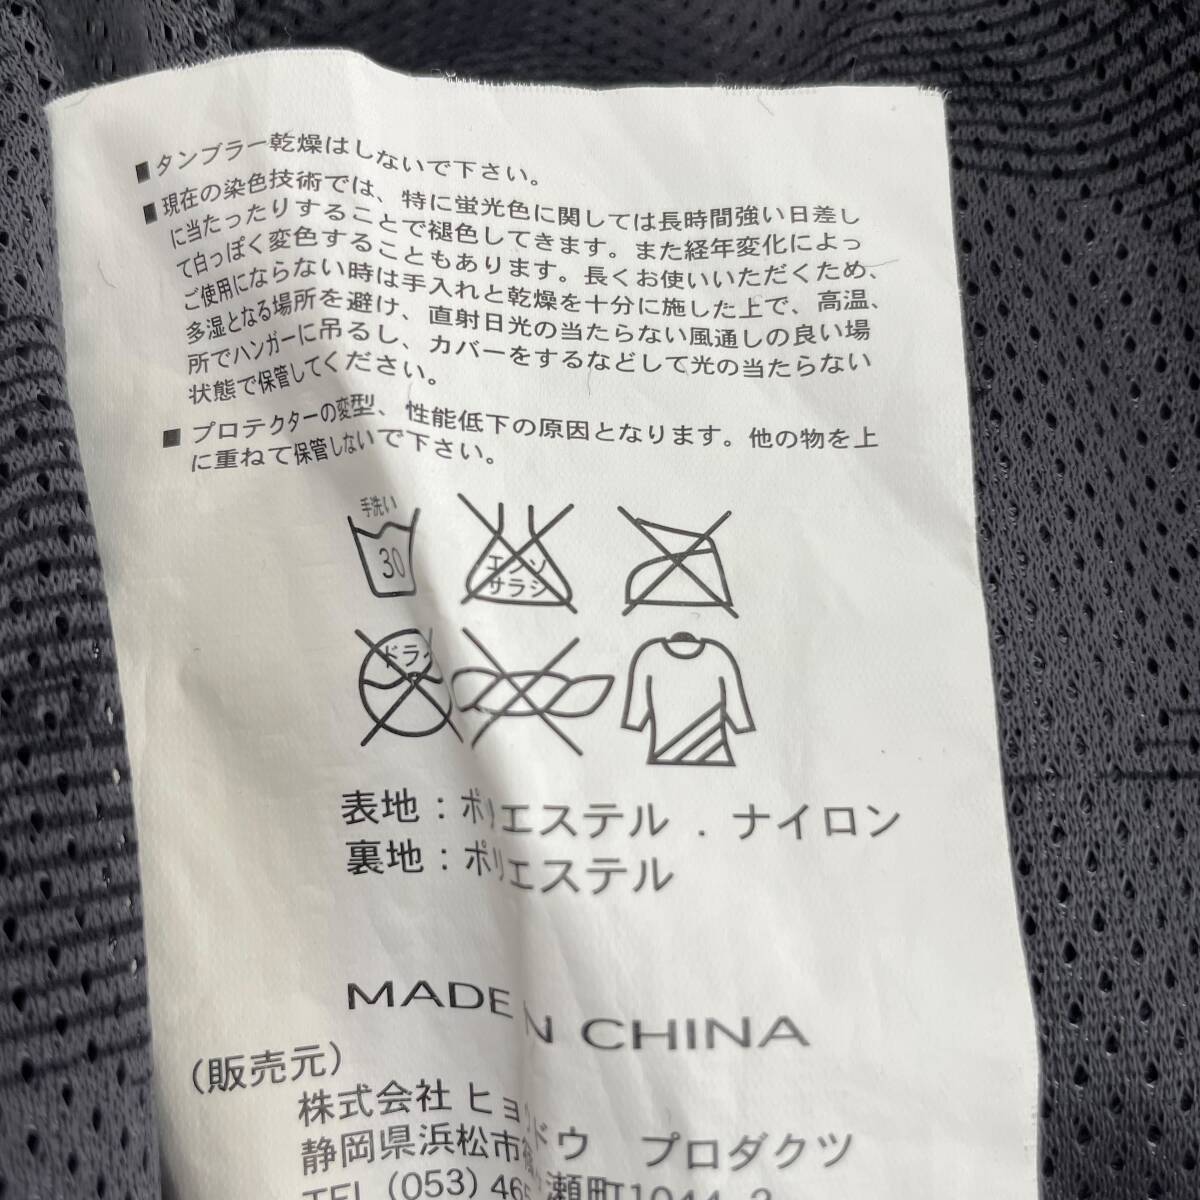 ■ タンブラー乾燥はしないで下さい。
■ 現在の染色技術では、特に蛍光色に関しては長時間強い日差し
に当たったりすることで褪色してきます。また経年変化によっ
て白っぽく変色することもあります。長くお使いいただくため、
ご使用にならない時は手入れと乾燥を十分に施した上で、高温、
多湿となる場所を避け、直射日光の当たらない風通しの良い場
所でハンガーに吊るし、カバーをするなどして光の当たらない
状態で保管してください。
■ プロテクターの変型、性能低下の原因となります。他の物を上
に重ねて保管しないで下さい。
手洗い
30
エンソ
サラシ
ドライ
表地：ポリエステル．ナイロン
裏地：ポリエステル
MADE IN CHINA
（販売元）
株式会社 ヒョウドウ プロダクツ
静岡県浜松市 瀬町1044-2
TEL (053) 465